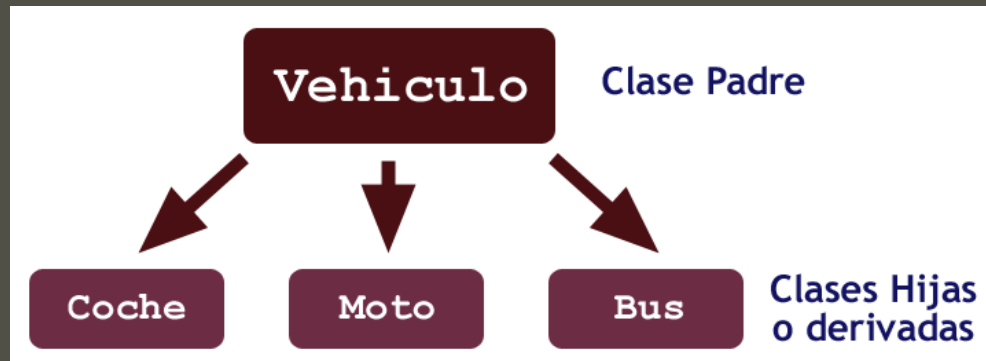 Vehiculo
Clase Padre
Coche
Moto
Bus
Clases Hijas
o derivadas